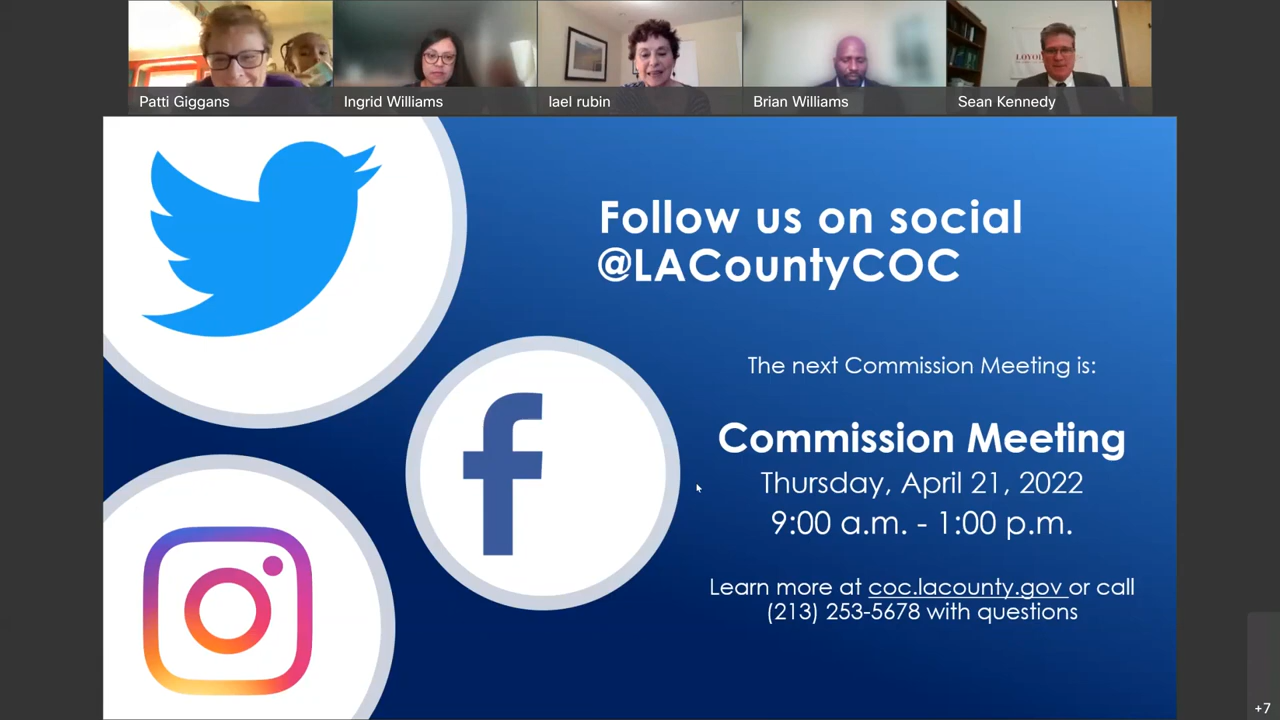 Patti Giggans
Ingrid Williams
lael rubin
Brian Williams
Sean Kennedy
Follow us on social
@LACountyCOC
The next Commission Meeting is:
Commission Meeting
Thursday, April 21, 2022
9:00 a.m. - 1:00 p.m.
Learn more at coc.lacounty.gov or call
(213) 253-5678 with questions
+7